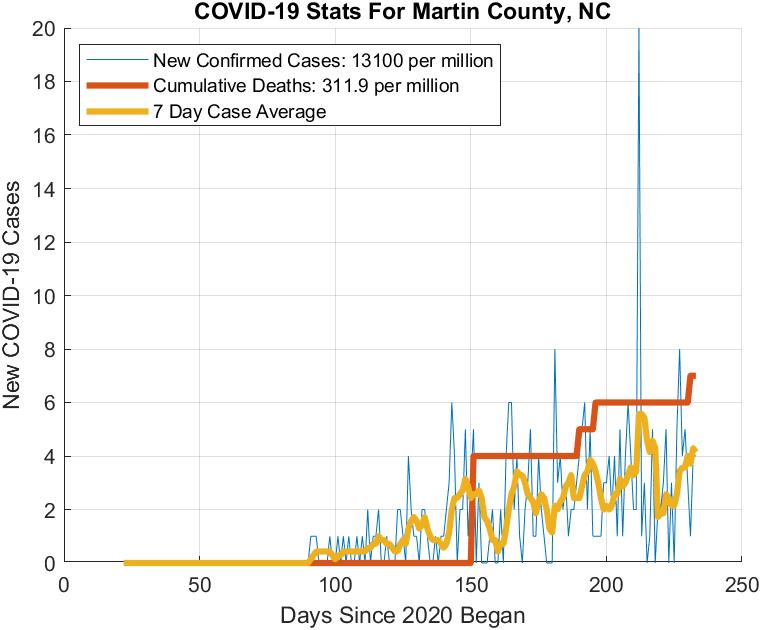 COVID-19 Stats For Martin County, NC
New Confirmed Cases: 13100 per million
Cumulative Deaths: 311.9 per million
7 Day Case Average
New COVID-19 Cases
20
18
16
14
12
10
8
6
4
2
0
0 50 100 150 200 250
Days Since 2020 Began